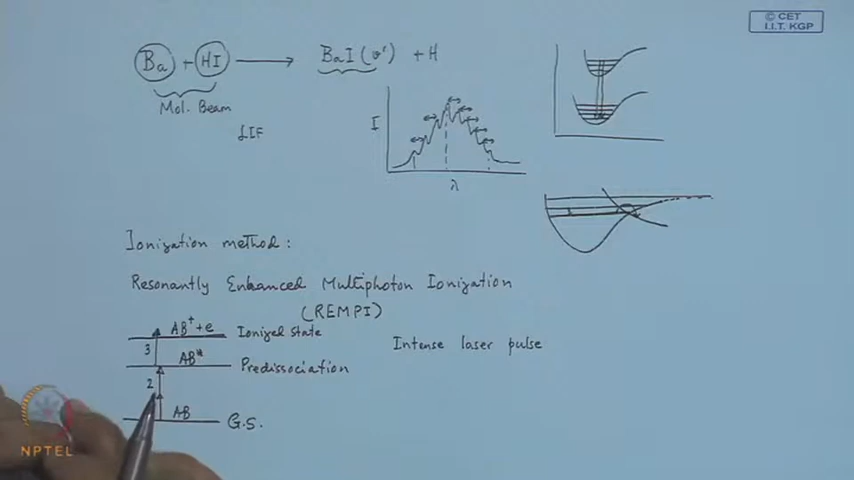 © CET
I.I.T. KGP
Ba + HI → BaI (v') + H
Mol. Beam
LIF
I
λ
Ionization method :
Resonantly Enhanced Multiphoton Ionization
(REMPI)
AB⁺ + e Ionized state
3
AB* Predissociation
Intense laser pulse
2
AB G.S.
NPTEL